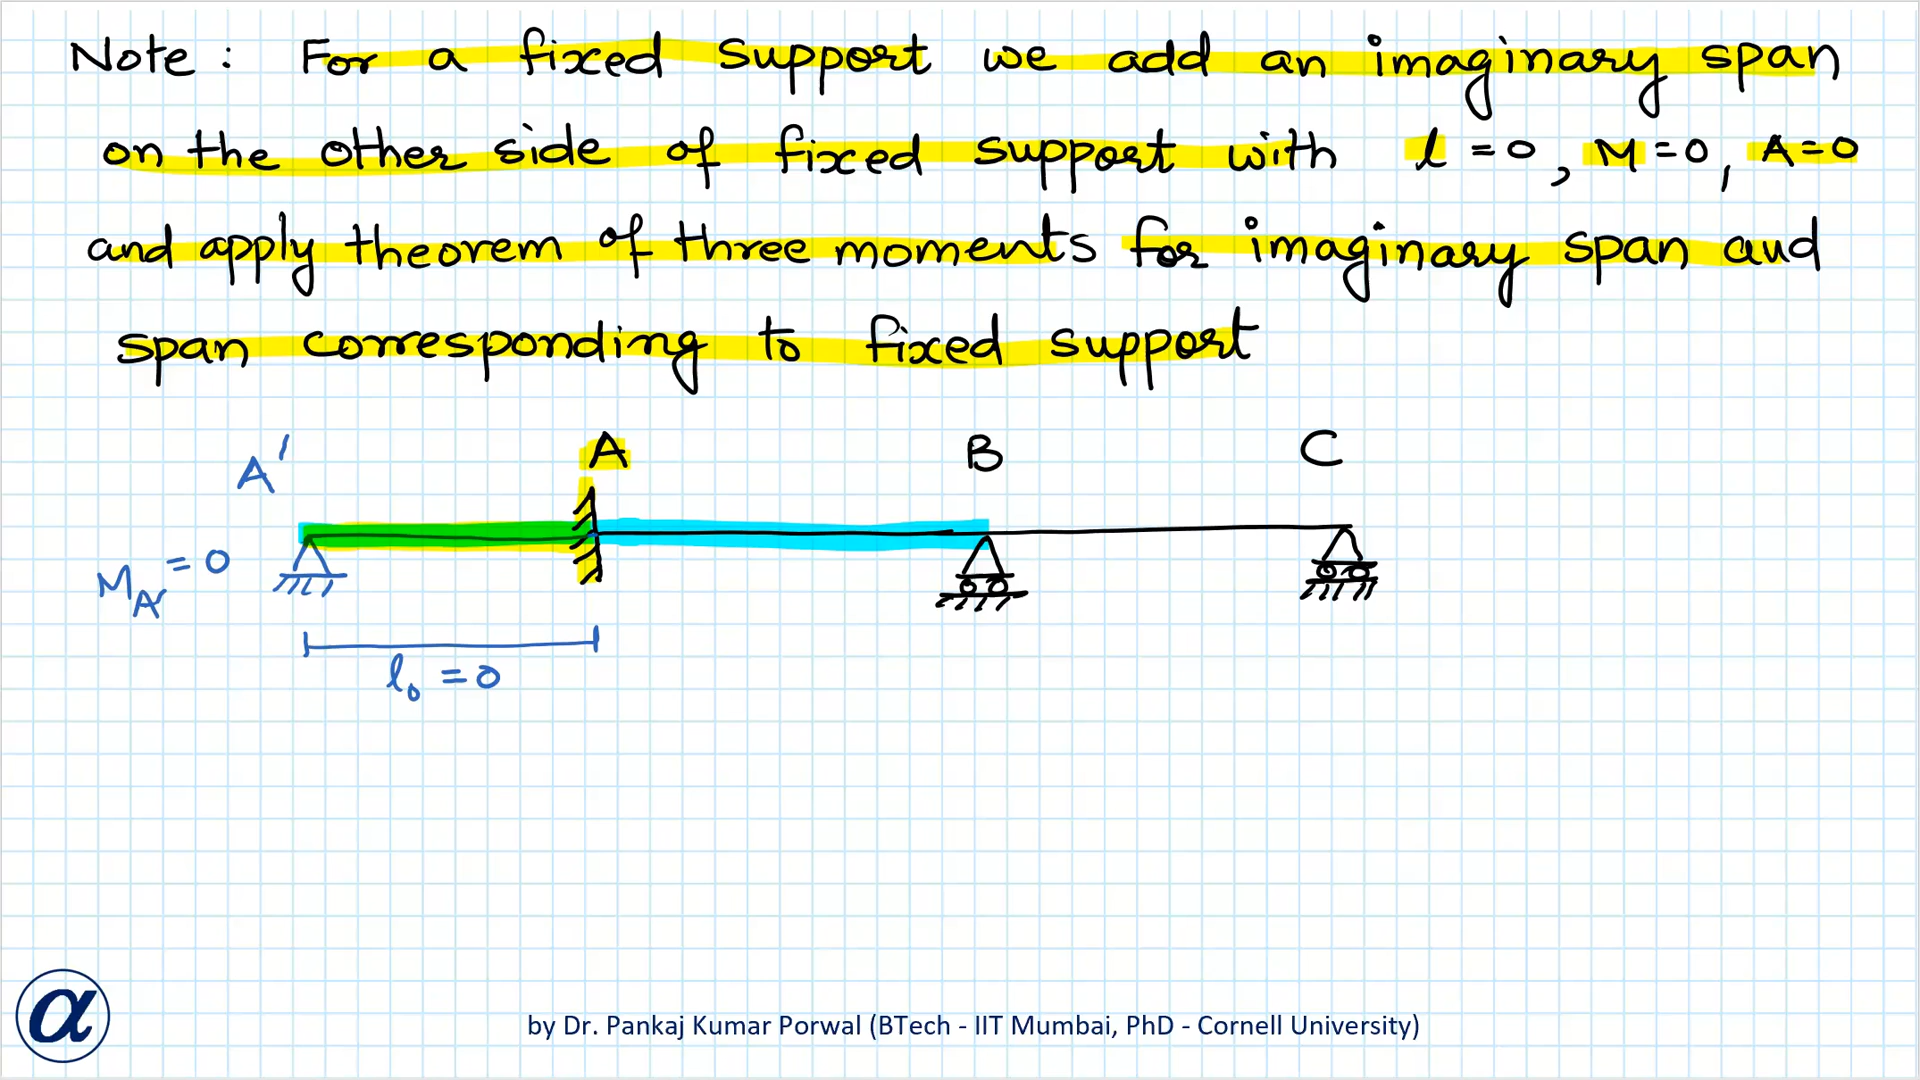 Note : For a fixed support we add an imaginary span
on the other side of fixed support with l = 0, M = 0, A = 0
and apply theorem of three moments for imaginary span and
span corresponding to fixed support
A' A B C
M_A' = 0
l₀ = 0
α
by Dr. Pankaj Kumar Porwal (BTech - IIT Mumbai, PhD - Cornell University)